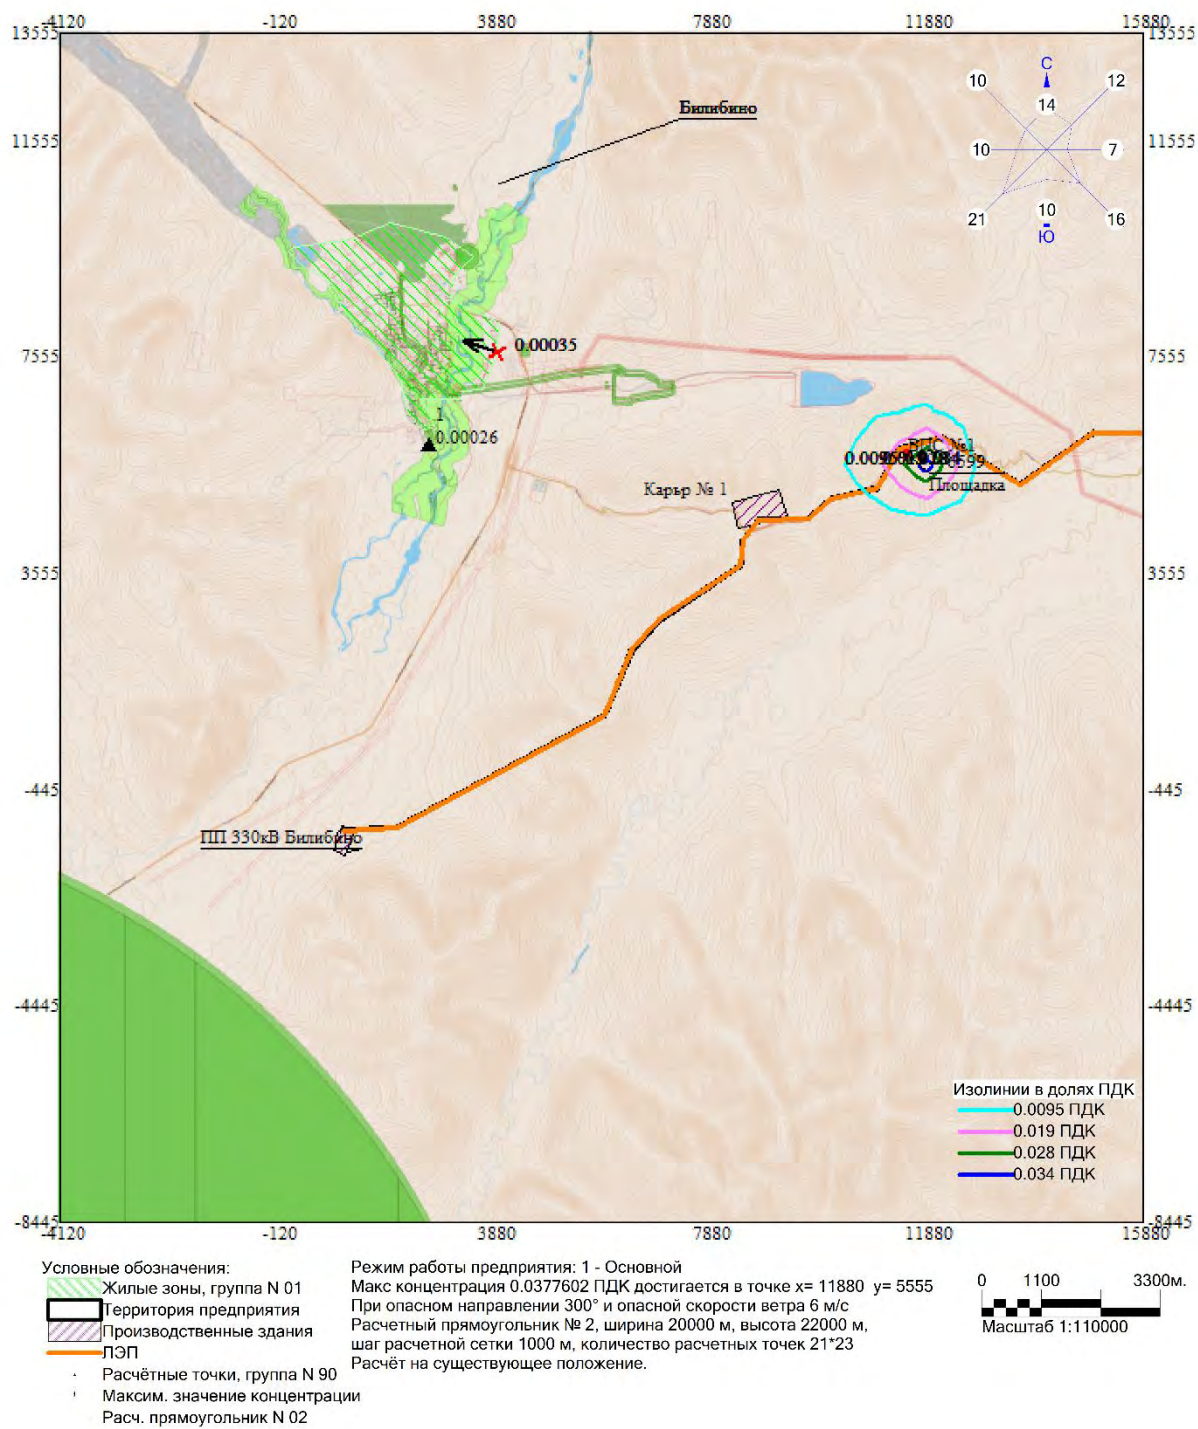 -4120 -120 3880 7880 11880 15880
13555 13555
С
10 12
14
Билибино
11555 11555
10 7
21 10 16
Ю
0.00035
7555 7555
1
0.00026
ВПС №1
Площадка
Карьер № 1
3555 3555
-445 -445
ПП 330кВ Билибино
-4445 -4445
Изолинии в долях ПДК
0.0095 ПДК
0.019 ПДК
0.028 ПДК
0.034 ПДК
-8445 -8445
-4120 -120 3880 7880 11880 15880
Условные обозначения:
Жилые зоны, группа N 01
Территория предприятия
Производственные здания
ЛЭП
Расчётные точки, группа N 90
Максим. значение концентрации
Расч. прямоугольник N 02
Режим работы предприятия: 1 - Основной
Макс концентрация 0.0377602 ПДК достигается в точке x= 11880 y= 5555
При опасном направлении 300° и опасной скорости ветра 6 м/с
Расчетный прямоугольник № 2, ширина 20000 м, высота 22000 м,
шаг расчетной сетки 1000 м, количество расчетных точек 21*23
Расчёт на существующее положение.
0 1100 3300м.
Масштаб 1:110000